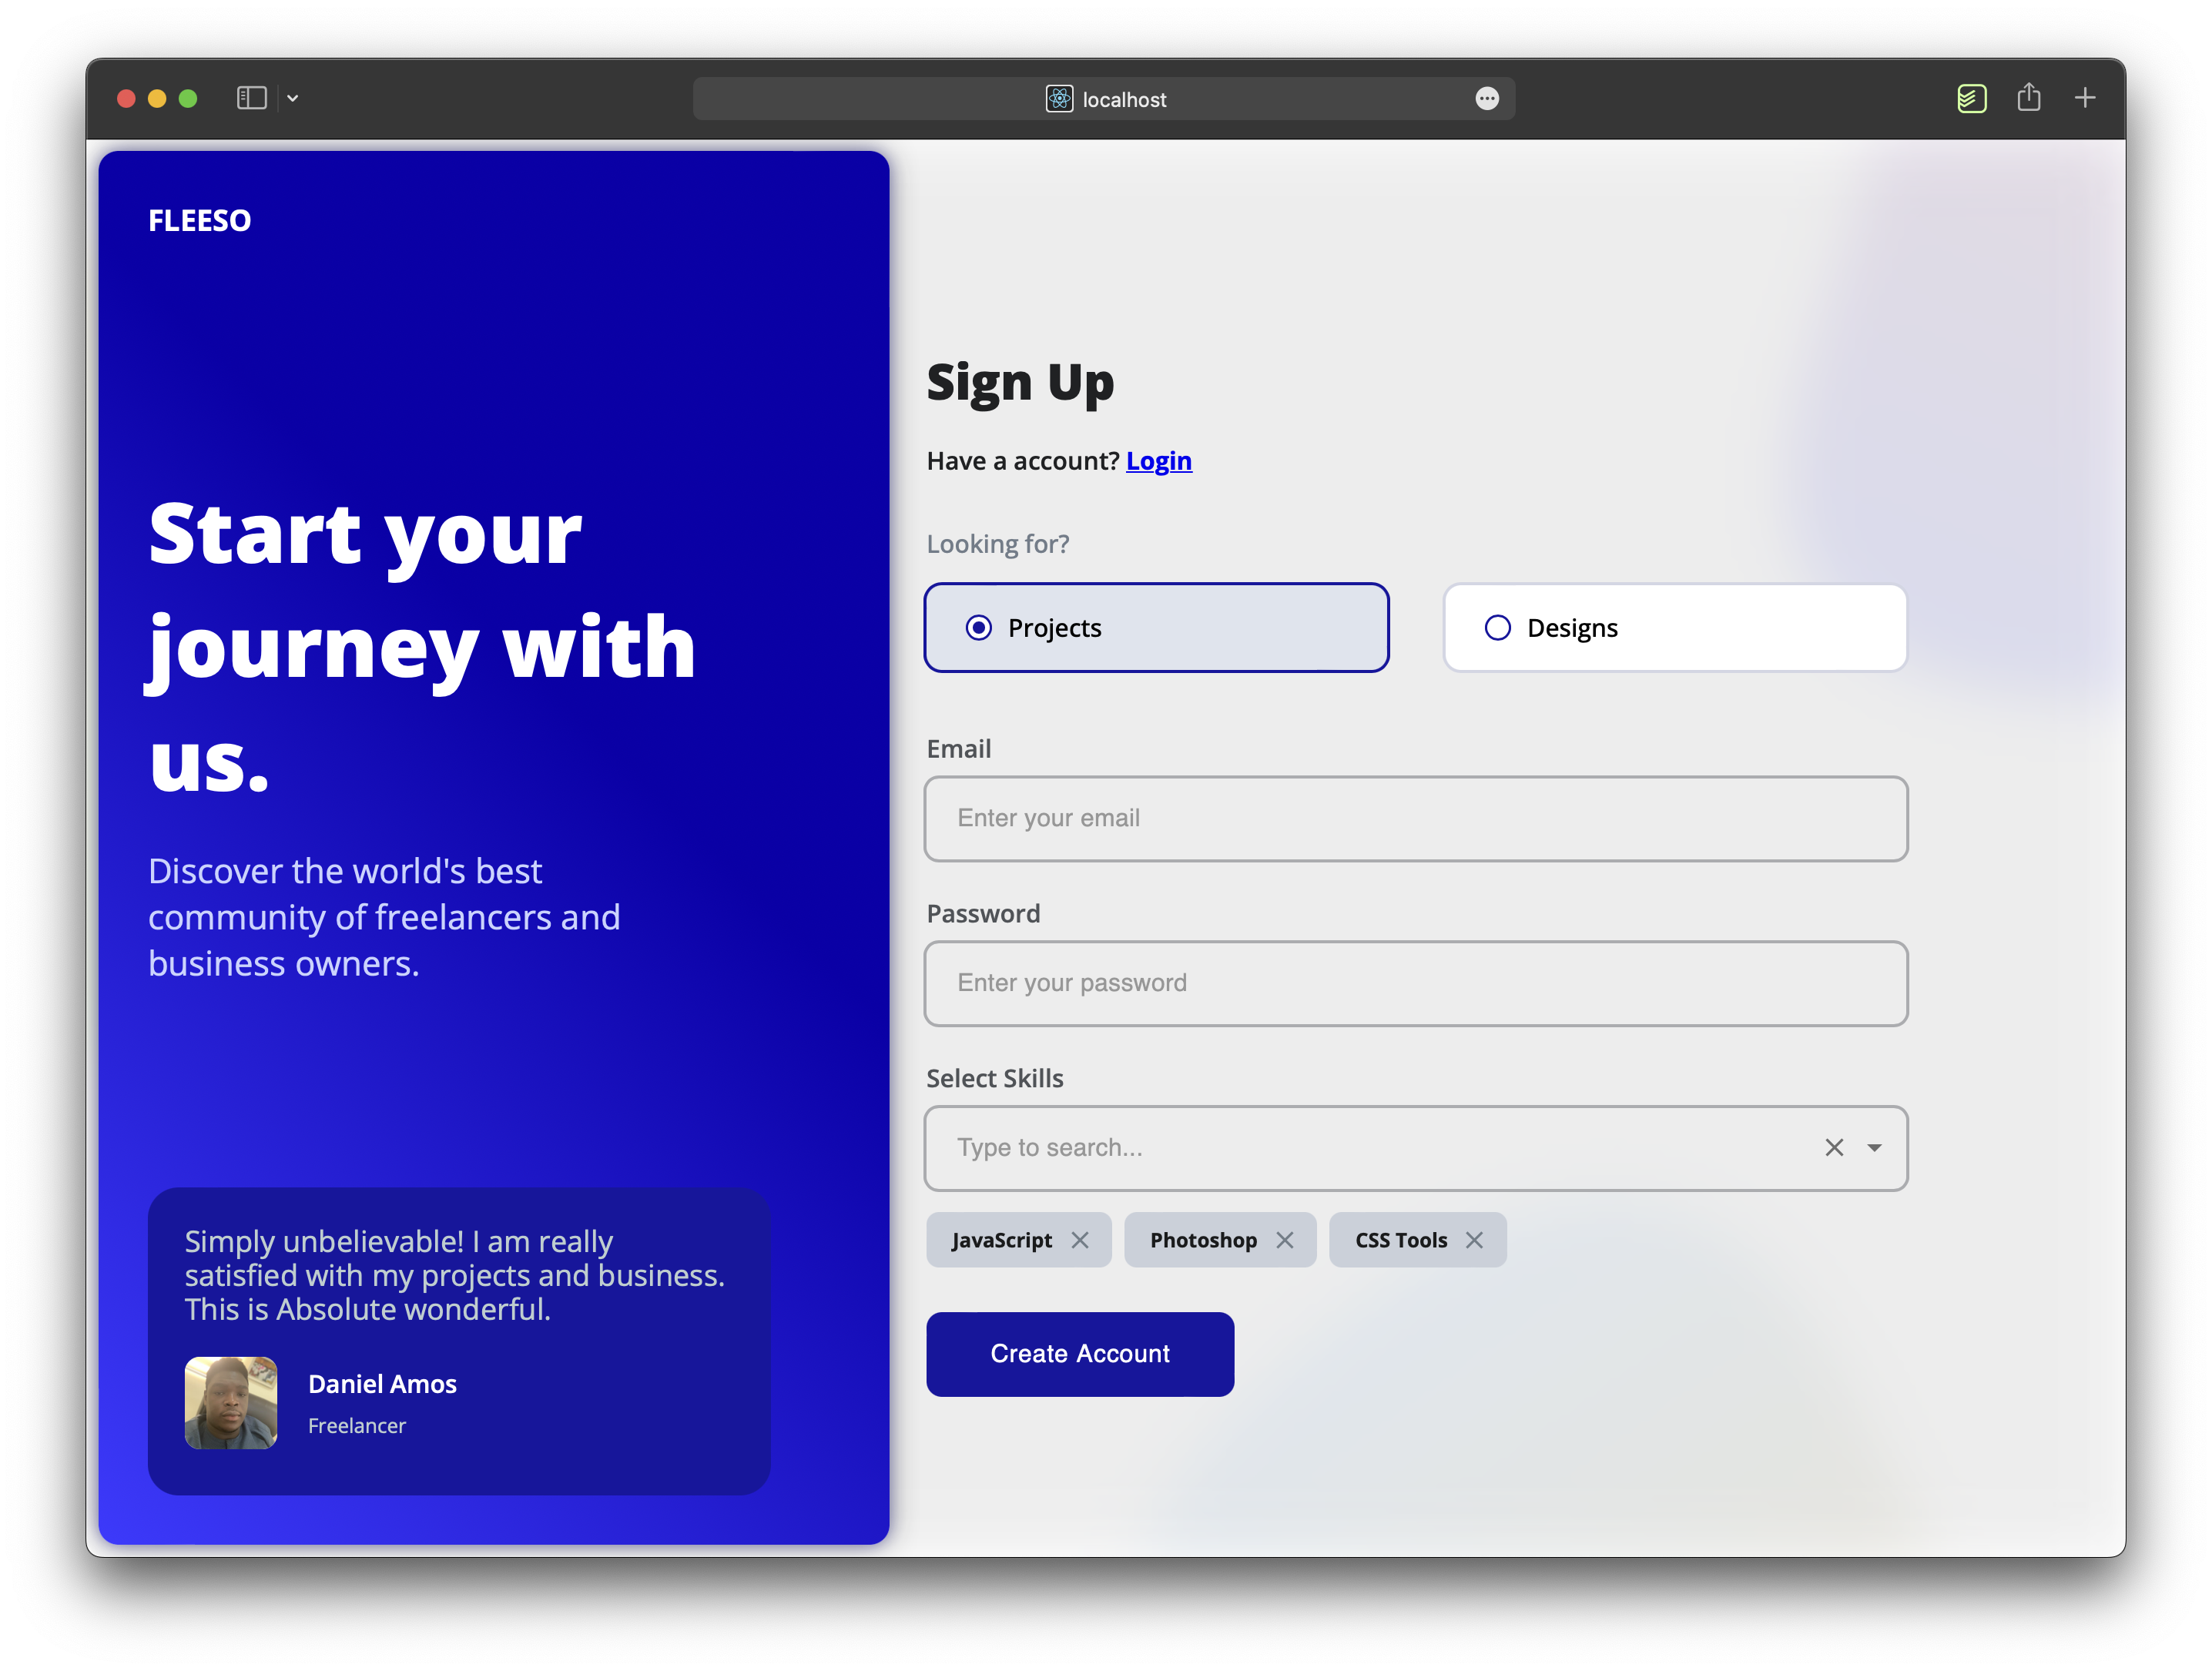 localhost
FLEESO
Start your
journey with
us.
Discover the world's best
community of freelancers and
business owners.
Simply unbelievable! I am really
satisfied with my projects and business.
This is Absolute wonderful.
Daniel Amos
Freelancer
Sign Up
Have a account? Login
Looking for?
Projects
Designs
Email
Enter your email
Password
Enter your password
Select Skills
Type to search...
JavaScript
Photoshop
CSS Tools
Create Account